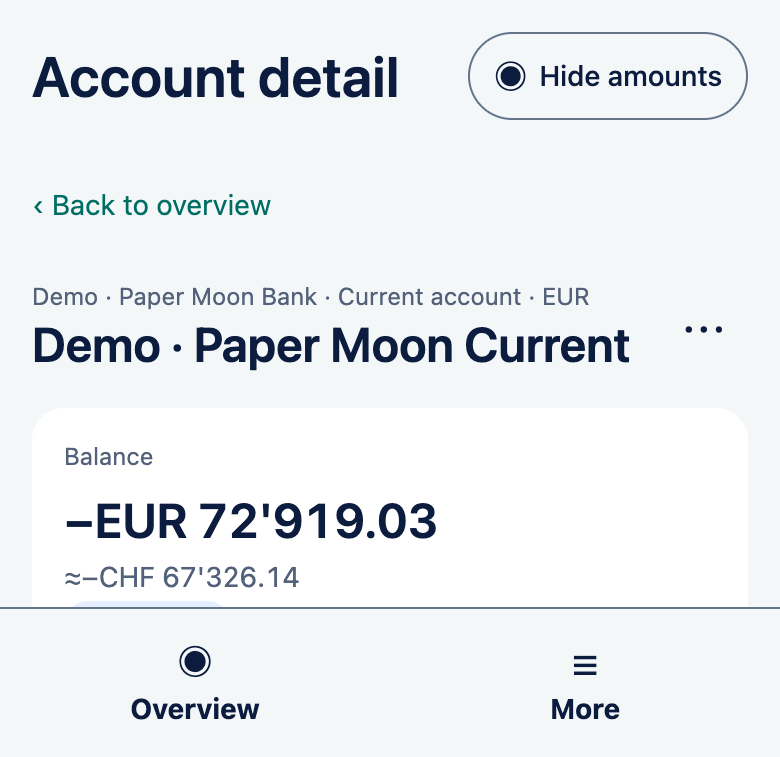 Account detail
Hide amounts
‹ Back to overview
Demo · Paper Moon Bank · Current account · EUR
Demo · Paper Moon Current
...
Balance
−EUR 72'919.03
≈−CHF 67'326.14
Overview
More